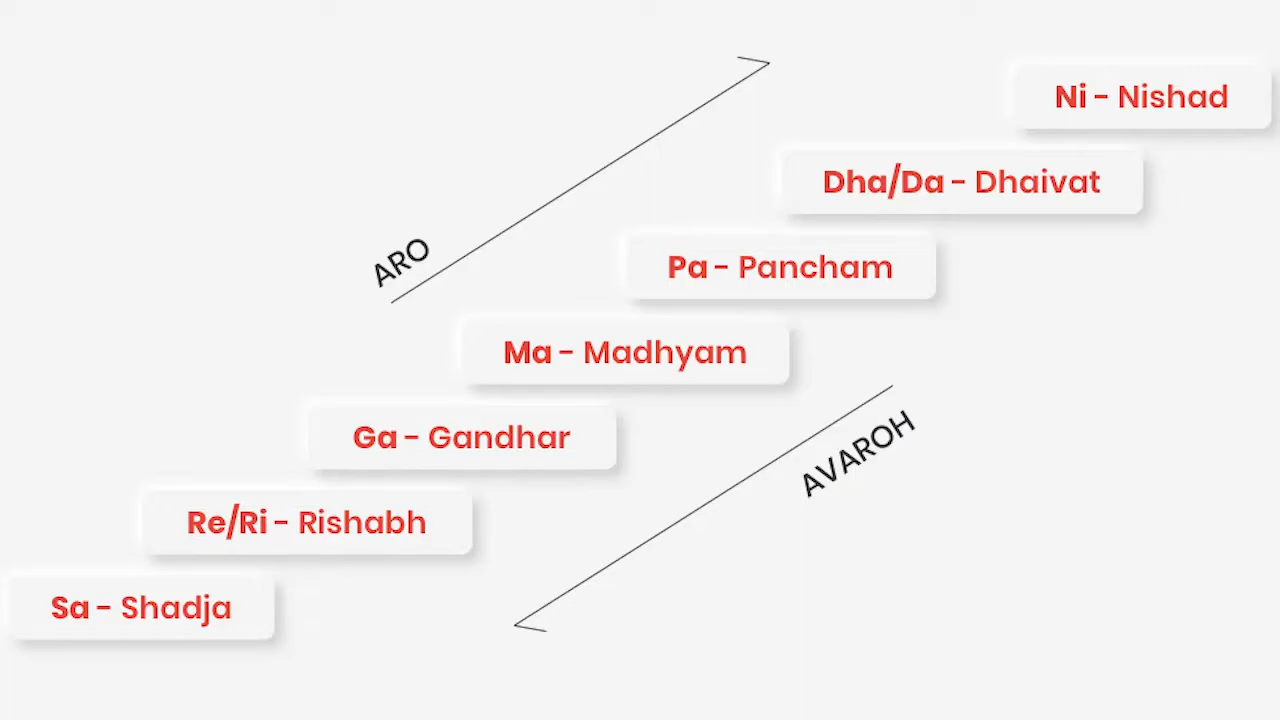 Ni - Nishad
Dha/Da - Dhaivat
ARO
Pa - Pancham
Ma - Madhyam
AVAROH
Ga - Gandhar
Re/Ri - Rishabh
Sa - Shadja